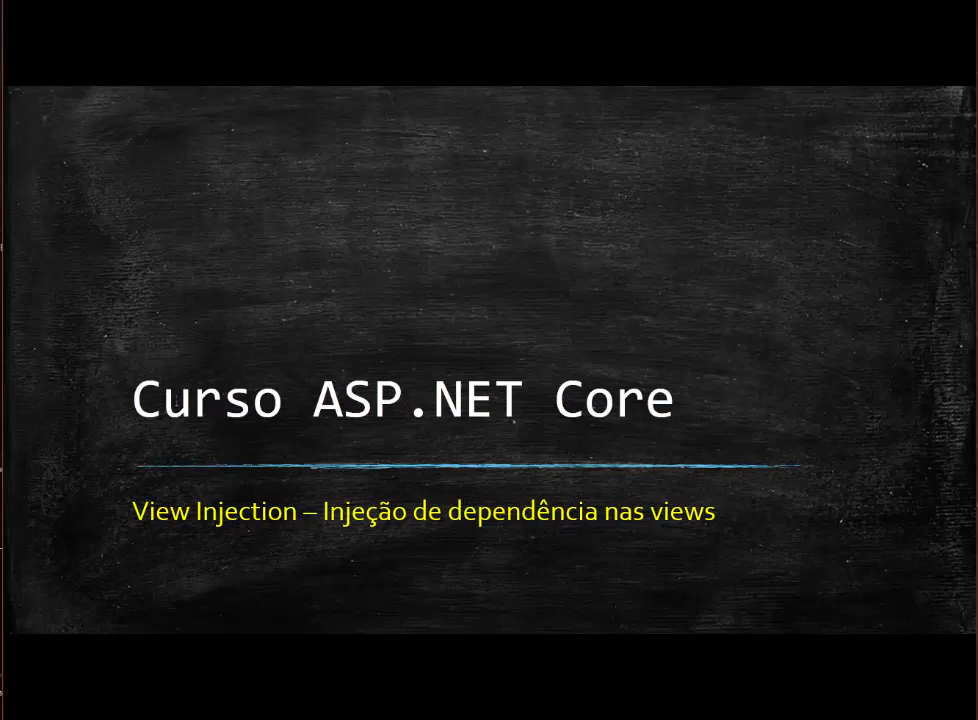 Curso ASP.NET Core
View Injection – Injeção de dependência nas views